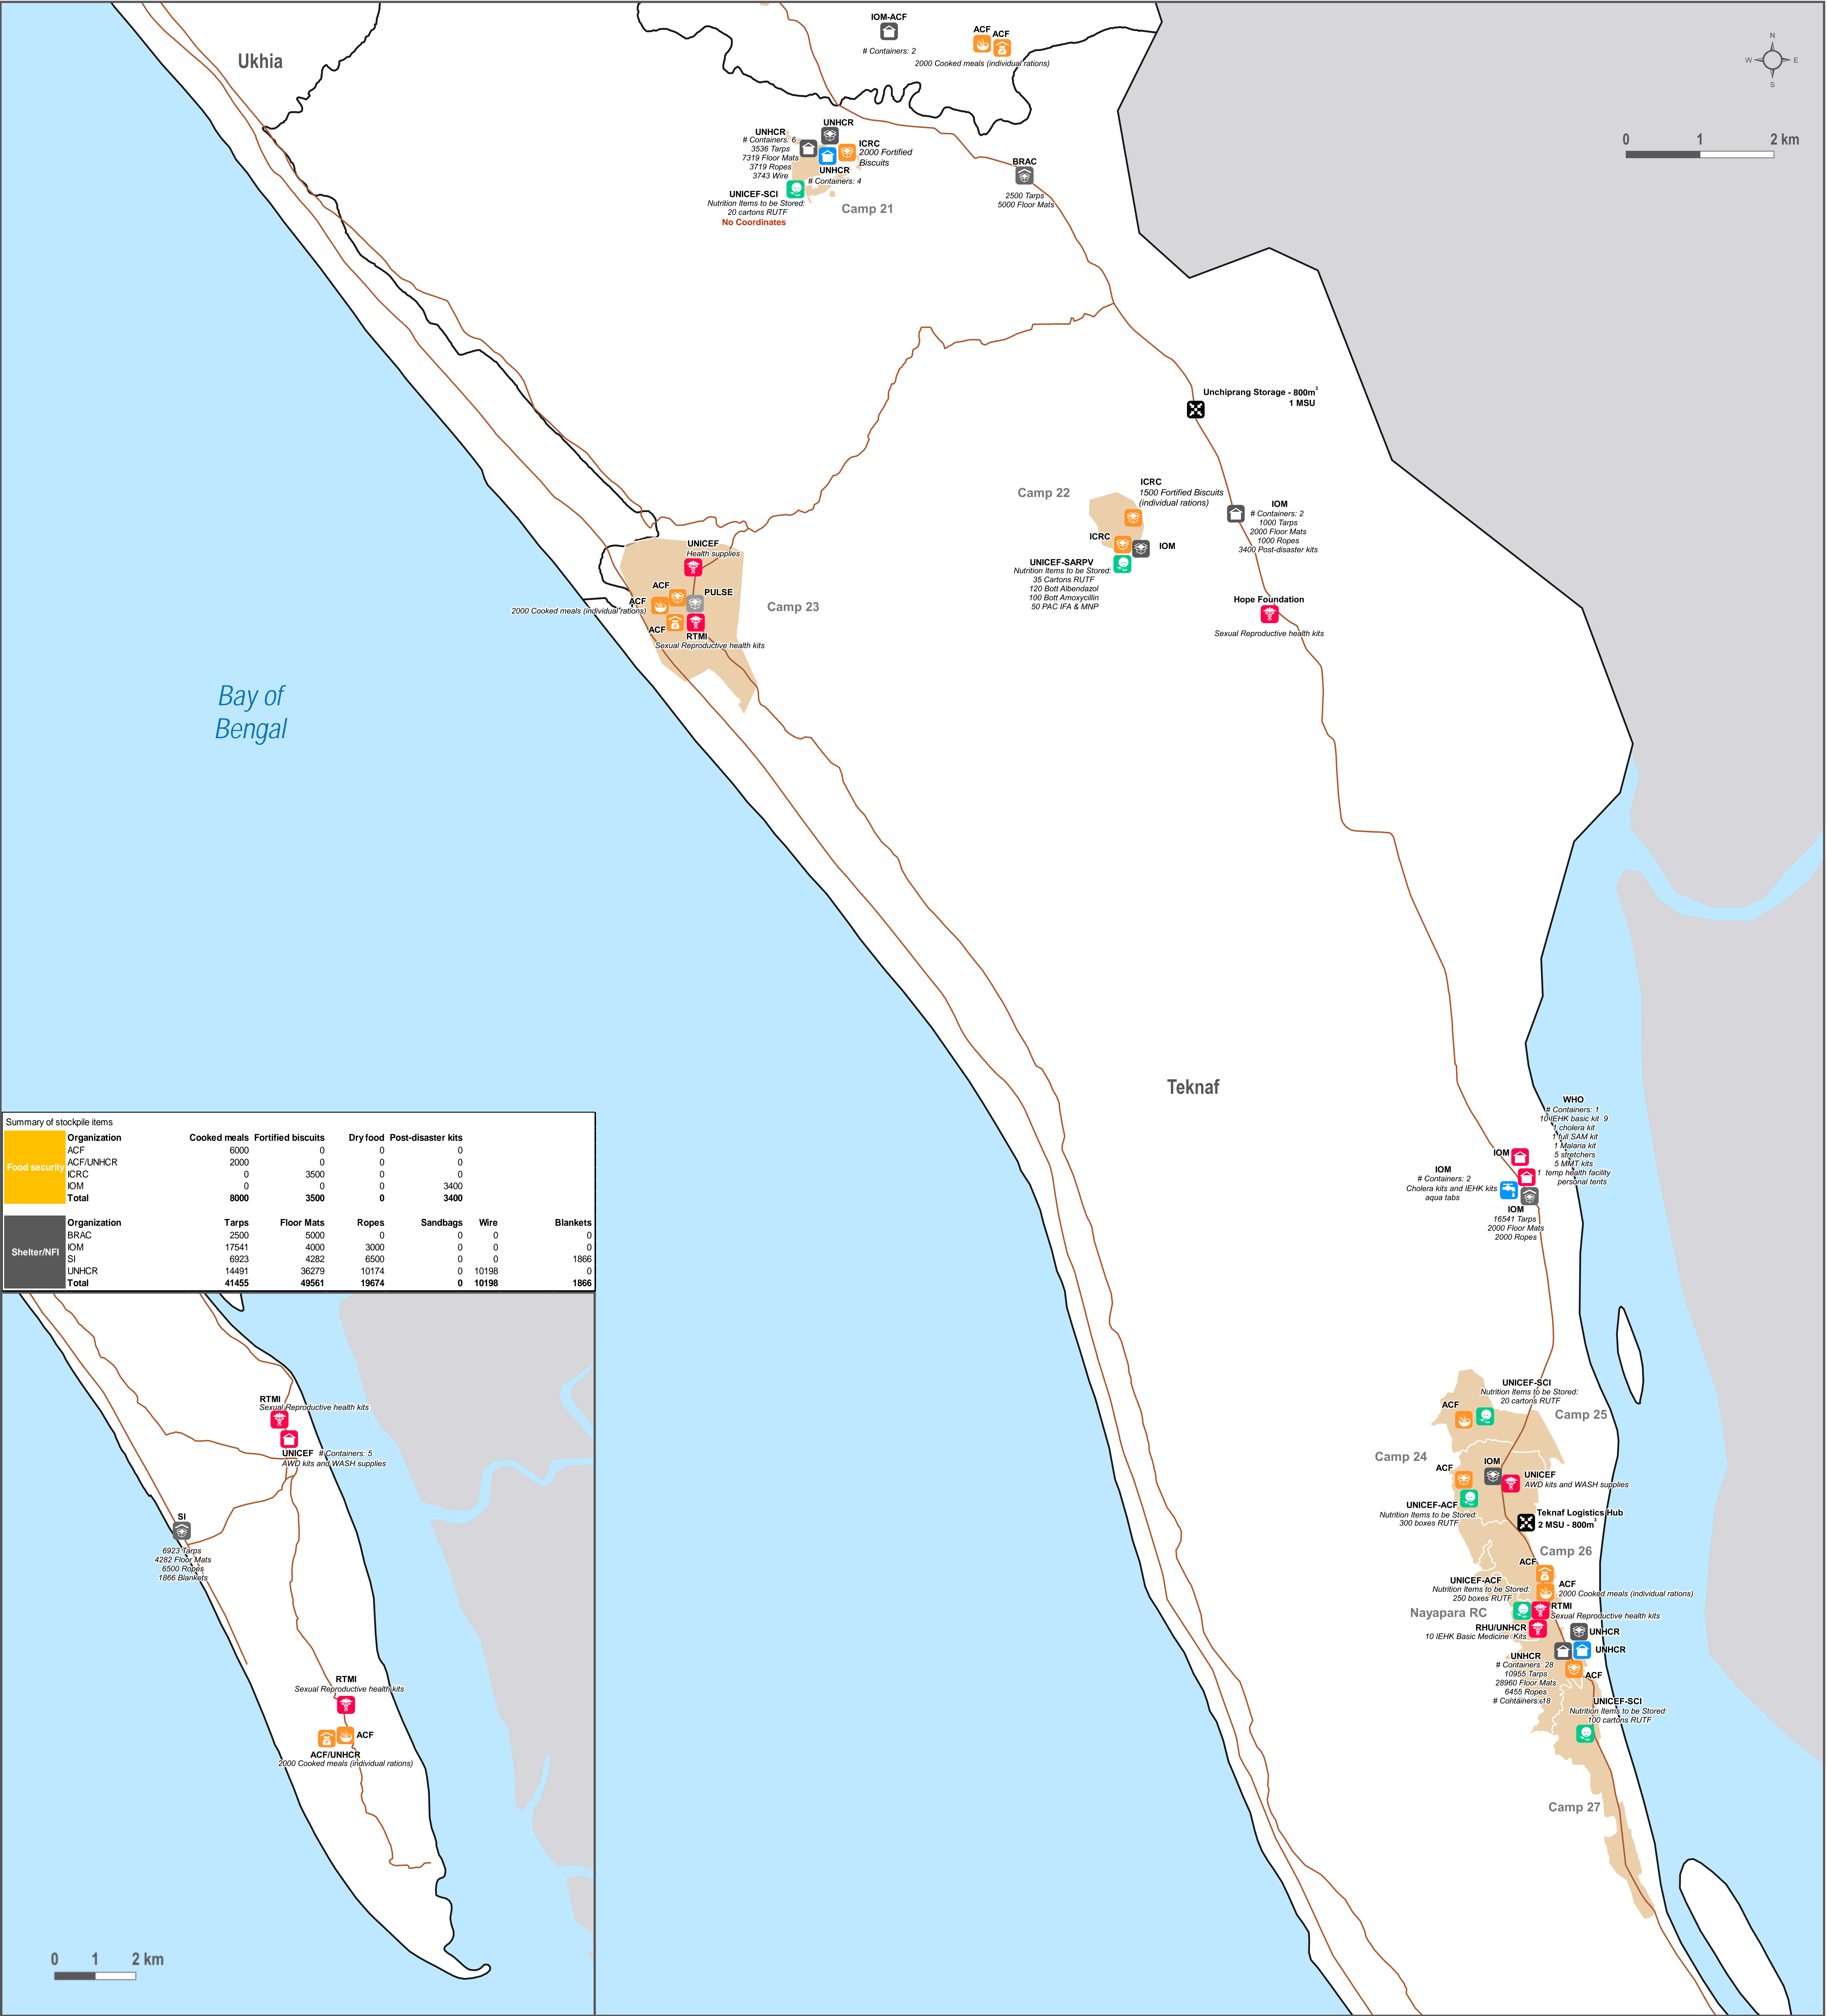 Ukhia
IOM-ACF
# Containers: 2
ACF
ACF
2000 Cooked meals (individual rations)
N
W
E
S
0 1 2 km
UNHCR
# Containers: 6
3536 Tarps
7319 Floor Mats
3719 Ropes
3743 Wire
UNHCR
ICRC
2000 Fortified
Biscuits
UNHCR
# Containers: 4
UNICEF-SCI
Nutrition Items to be Stored:
20 cartons RUTF
No Coordinates
Camp 21
BRAC
2500 Tarps
5000 Floor Mats
Unchiprang Storage - 800m³
1 MSU
Camp 22
ICRC
1500 Fortified Biscuits
(individual rations)
ICRC
IOM
UNICEF-SARPV
Nutrition Items to be Stored:
35 Cartons RUTF
120 Bott Albendazol
100 Bott Amoxycillin
50 PAC IFA & MNP
IOM
# Containers: 2
1000 Tarps
2000 Floor Mats
1000 Ropes
3400 Post-disaster kits
Hope Foundation
Sexual Reproductive health kits
UNICEF
Health supplies
ACF
PULSE
ACF
2000 Cooked meals (individual rations)
ACF
RTMI
Sexual Reproductive health kits
Camp 23
Bay of
Bengal
Teknaf
WHO
# Containers: 1
10 IEHK basic kit 9
1 cholera kit
1 full SAM kit
1 Malaria kit
5 stretchers
5 MMT kits
1 temp health facility
personal tents
IOM
IOM
# Containers: 2
Cholera kits and IEHK kits
aqua tabs
IOM
16541 Tarps
2000 Floor Mats
2000 Ropes
Summary of stockpile items
Food security
Organization Cooked meals Fortified biscuits Dry food Post-disaster kits
ACF 6000 0 0 0
ACF/UNHCR 2000 0 0 0
ICRC 0 3500 0 0
IOM 0 0 0 3400
Total 8000 3500 0 3400
Shelter/NFI
Organization Tarps Floor Mats Ropes Sandbags Wire Blankets
BRAC 2500 5000 0 0 0 0
IOM 17541 4000 3000 0 0 0
SI 6923 4282 6500 0 0 1866
UNHCR 14491 36279 10174 0 10198 0
Total 41455 49561 19674 0 10198 1866
RTMI
Sexual Reproductive health kits
UNICEF # Containers: 5
AWD kits and WASH supplies
SI
6923 Tarps
4282 Floor Mats
6500 Ropes
1866 Blankets
RTMI
Sexual Reproductive health kits
ACF
ACF/UNHCR
2000 Cooked meals (individual rations)
0 1 2 km
UNICEF-SCI
Nutrition Items to be Stored:
20 cartons RUTF
ACF
Camp 25
Camp 24
ACF
IOM
UNICEF
AWD kits and WASH supplies
UNICEF-ACF
Nutrition Items to be Stored:
300 boxes RUTF
Teknaf Logistics Hub
2 MSU - 800m³
Camp 26
ACF
UNICEF-ACF
Nutrition Items to be Stored:
250 boxes RUTF
ACF
2000 Cooked meals (individual rations)
Nayapara RC
RTMI
Sexual Reproductive health kits
RHU/UNHCR
10 IEHK Basic Medicine Kits
UNHCR
UNHCR
UNHCR
# Containers: 28
10955 Tarps
28960 Floor Mats
6455 Ropes
# Containers: 18
ACF
UNICEF-SCI
Nutrition Items to be Stored:
100 cartons RUTF
Camp 27